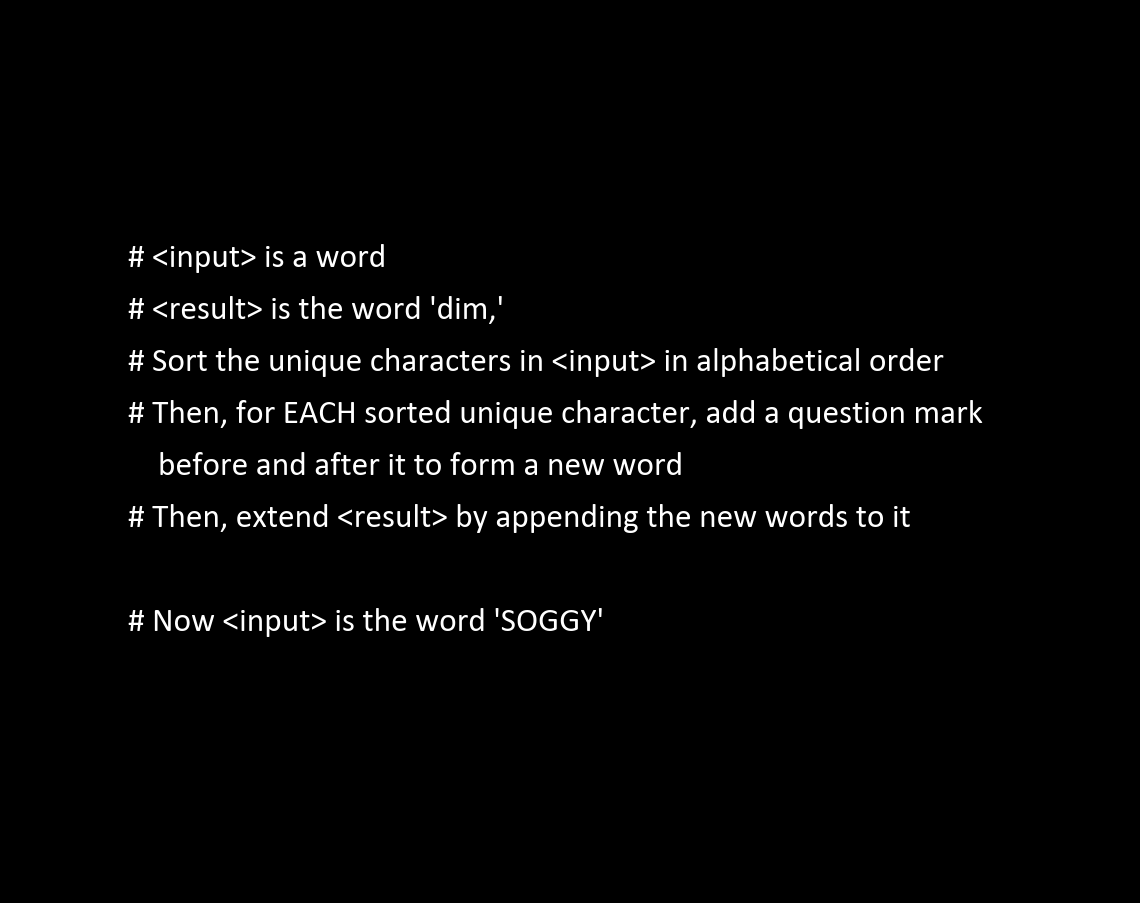 # <input> is a word
# <result> is the word 'dim,'
# Sort the unique characters in <input> in alphabetical order
# Then, for EACH sorted unique character, add a question mark
before and after it to form a new word
# Then, extend <result> by appending the new words to it
# Now <input> is the word 'SOGGY'